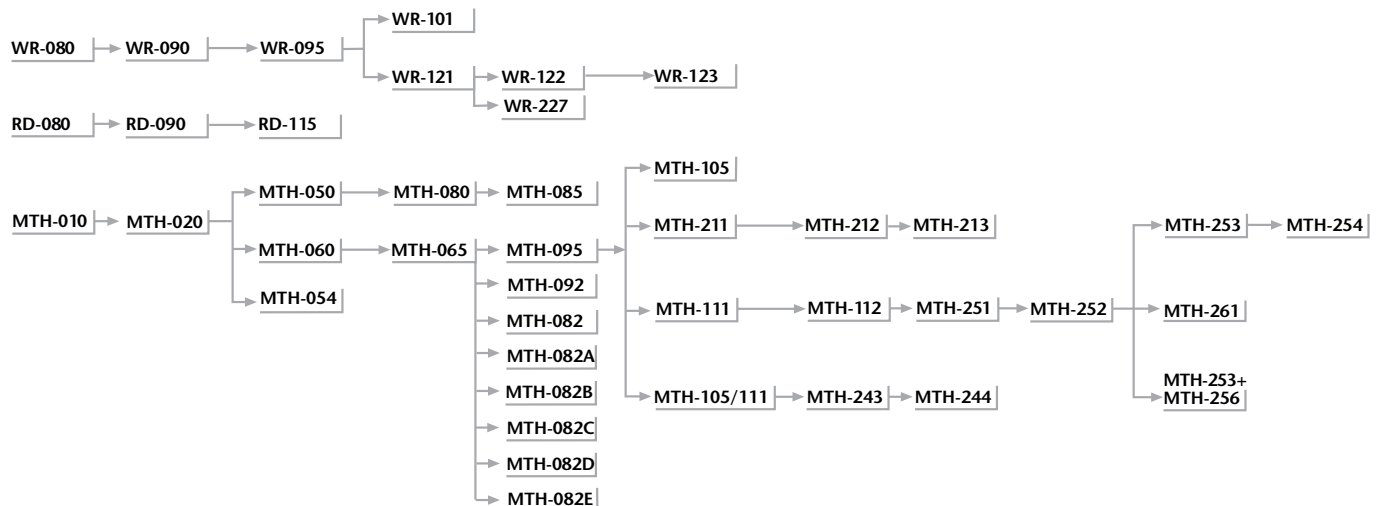 WR-101
WR-080 WR-090 WR-095
WR-121 WR-122 WR-123
WR-227
RD-080 RD-090 RD-115
MTH-105
MTH-050 MTH-080 MTH-085
MTH-010 MTH-020
MTH-211 MTH-212 MTH-213 MTH-253 MTH-254
MTH-060 MTH-065 MTH-095
MTH-092
MTH-054
MTH-111 MTH-112 MTH-251 MTH-252 MTH-261
MTH-082
MTH-082A
MTH-253+
MTH-082B
MTH-105/111 MTH-243 MTH-244 MTH-256
MTH-082C
MTH-082D
MTH-082E